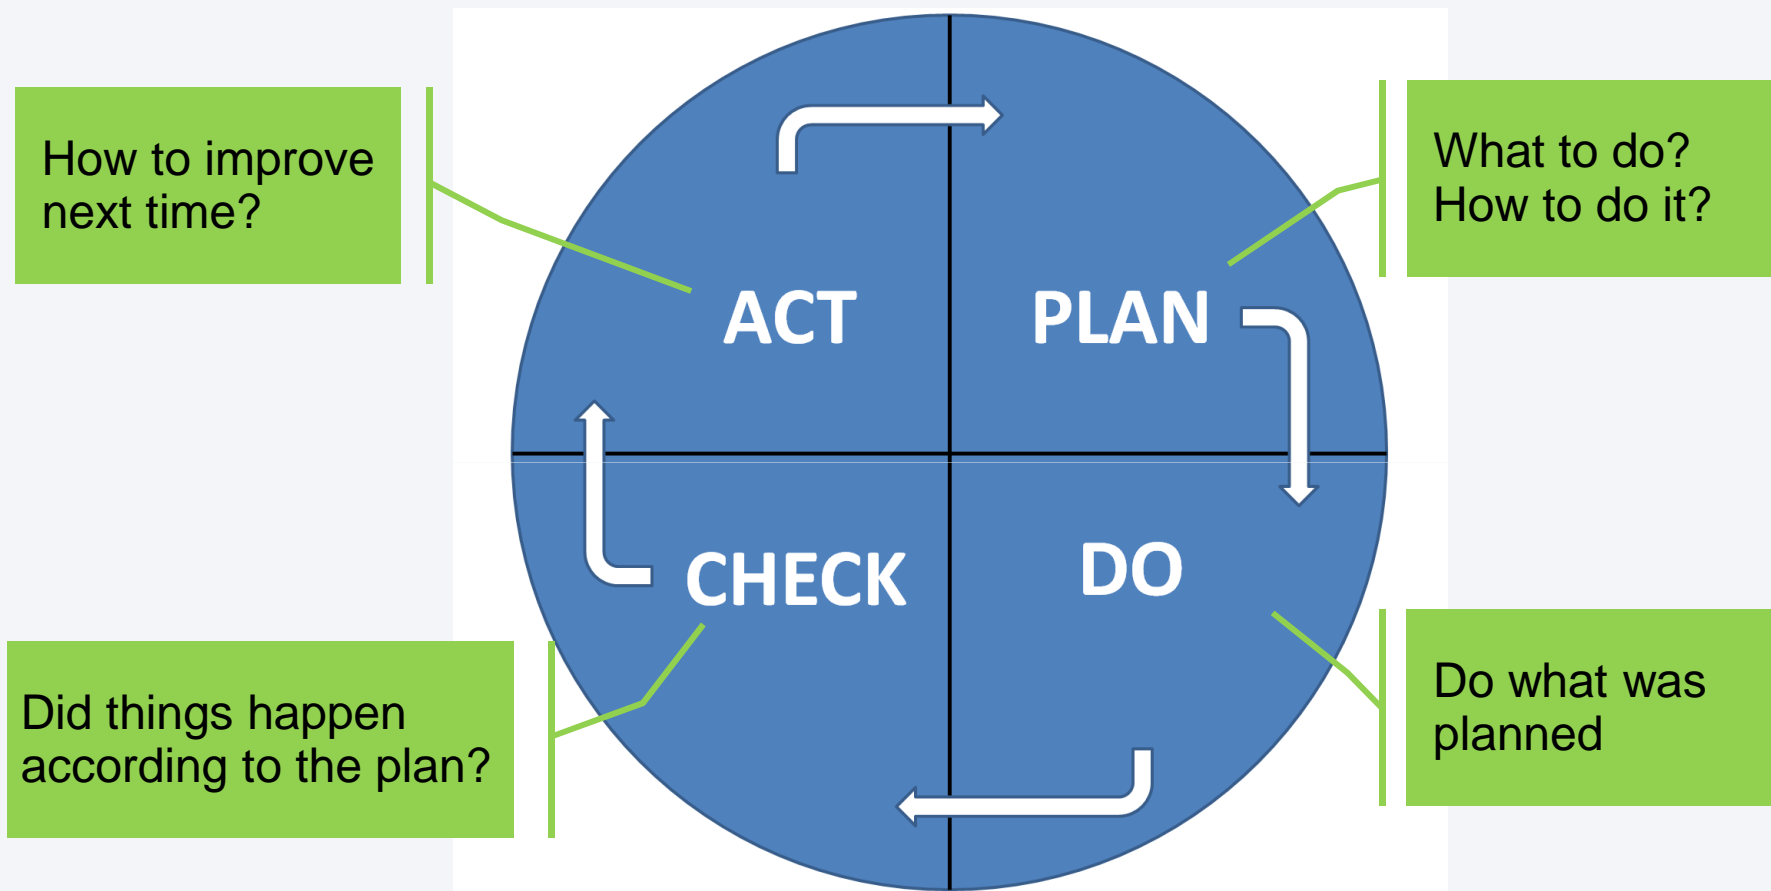 How to improve
next time?
What to do?
How to do it?
ACT
PLAN
CHECK
DO
Did things happen
according to the plan?
Do what was
planned